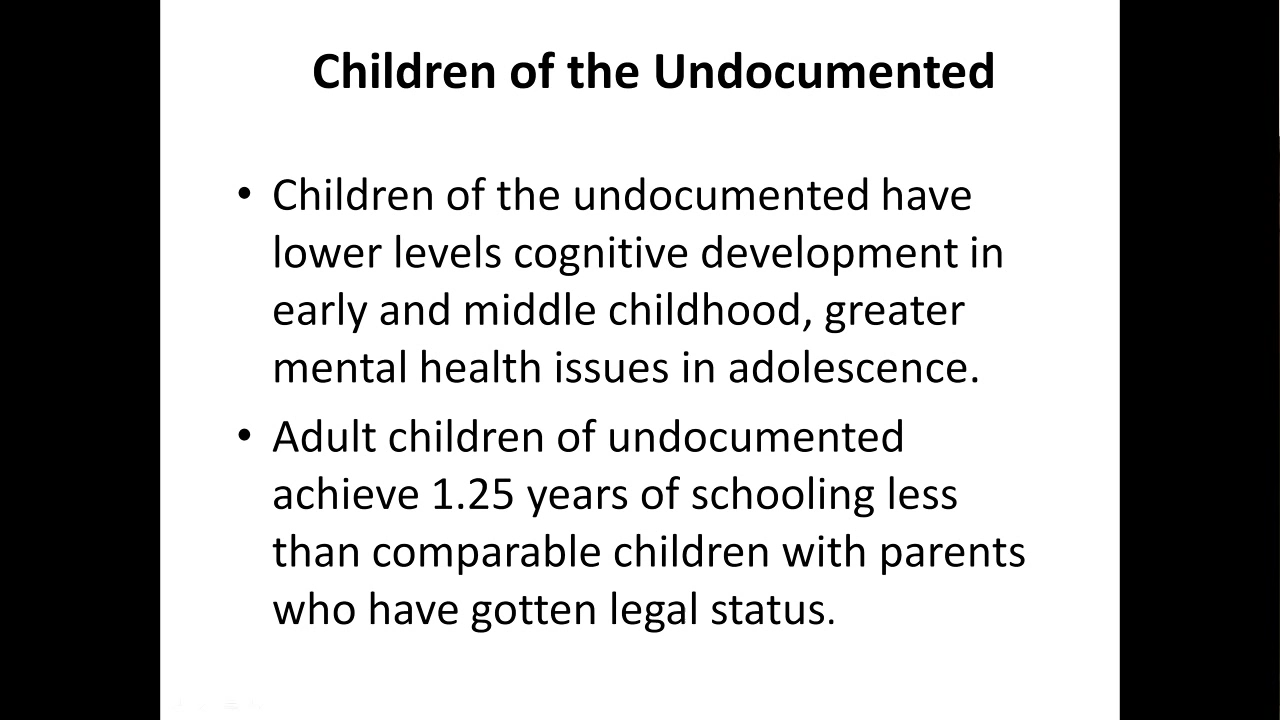 Children of the Undocumented
• Children of the undocumented have
lower levels cognitive development in
early and middle childhood, greater
mental health issues in adolescence.
• Adult children of undocumented
achieve 1.25 years of schooling less
than comparable children with parents
who have gotten legal status.